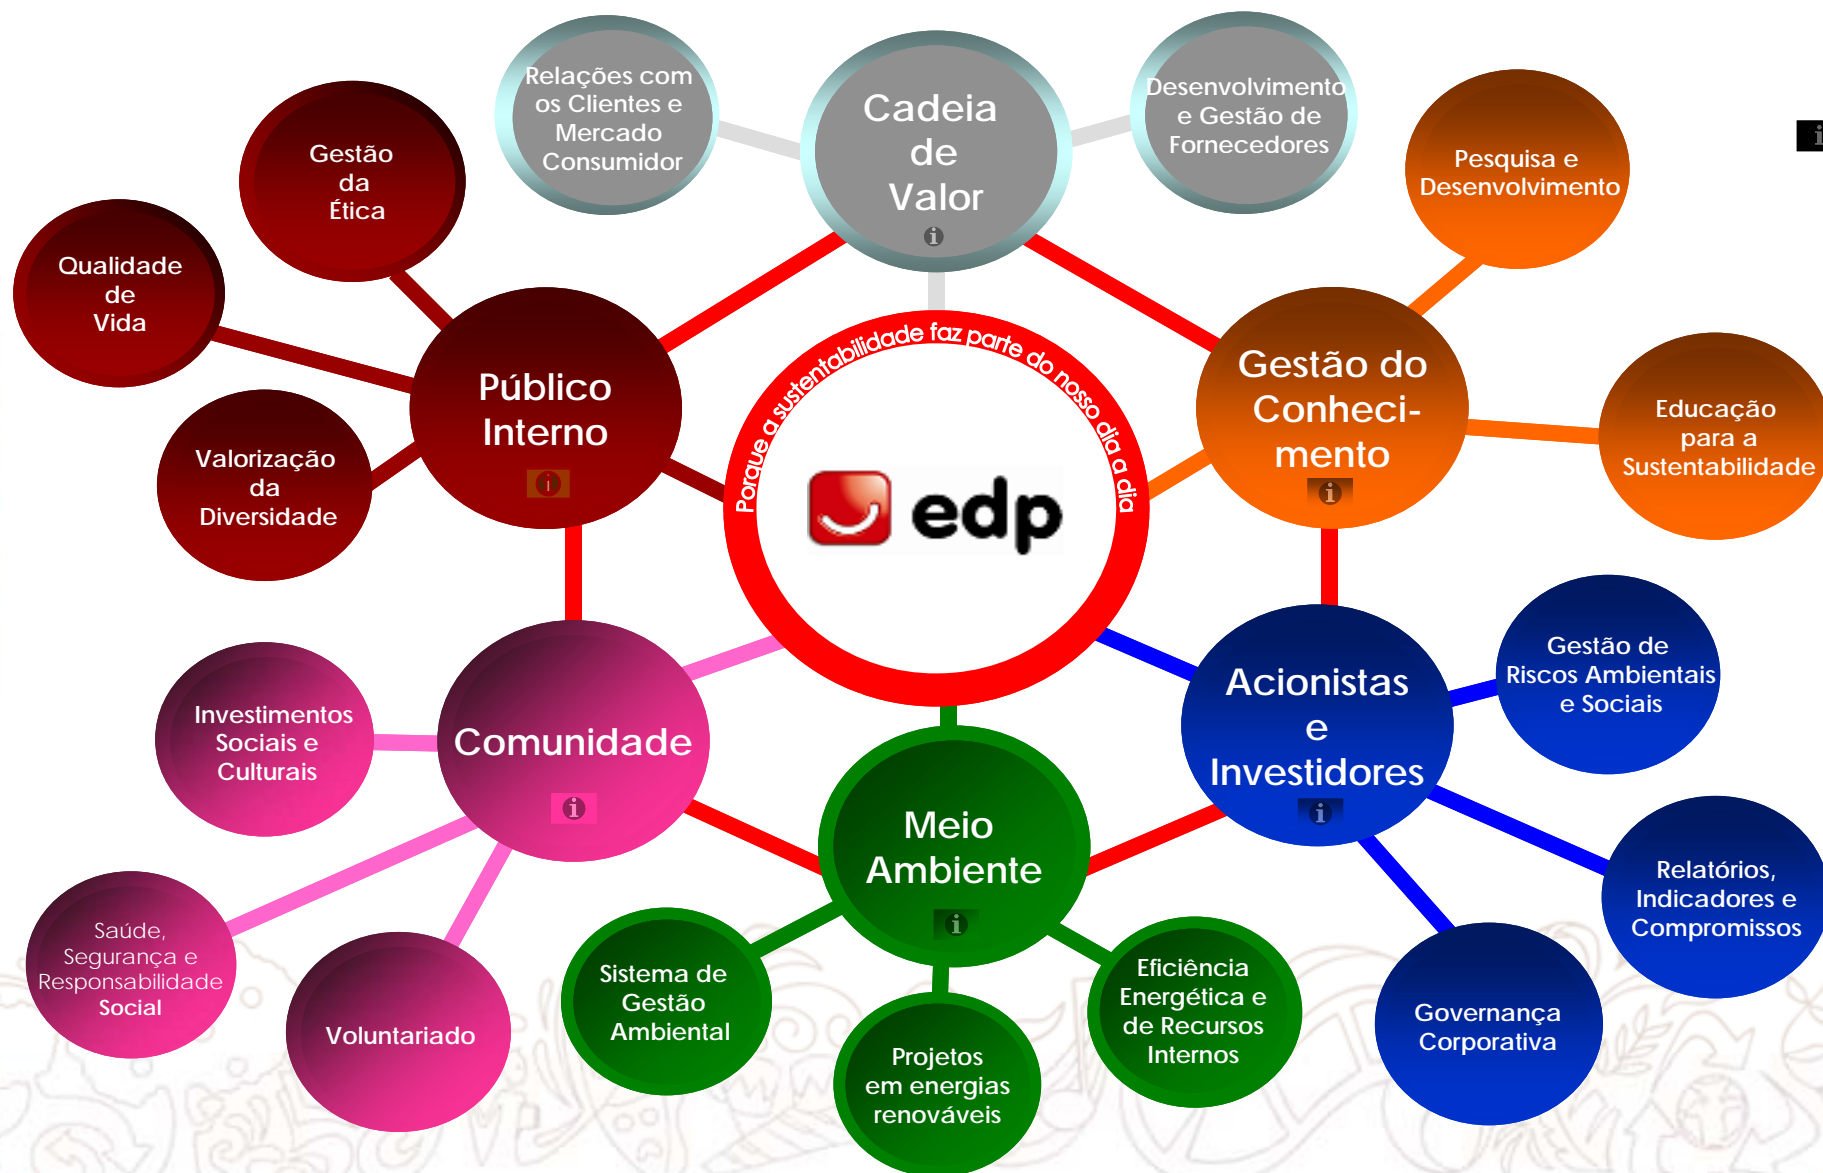 Relações com
os Clientes e
Mercado
Consumidor
Cadeia
de
Valor
i
Desenvolvimento
e Gestão de
Fornecedores
i
Gestão
da
Ética
Qualidade
de
Vida
Valorização
da
Diversidade
Público
Interno
i
Porque a sustentabilidade faz parte do nosso dia a dia
edp
Pesquisa e
Desenvolvimento
Gestão do
Conheci-
mento
i
Educação
para a
Sustentabilidade
Investimentos
Sociais e
Culturais
Comunidade
i
Saúde,
Segurança e
Responsabilidade
Social
Voluntariado
Meio
Ambiente
i
Sistema de
Gestão
Ambiental
Projetos
em energias
renováveis
Eficiência
Energética e
de Recursos
Internos
Acionistas
e
Investidores
i
Gestão de
Riscos Ambientais
e Sociais
Relatórios,
Indicadores e
Compromissos
Governança
Corporativa